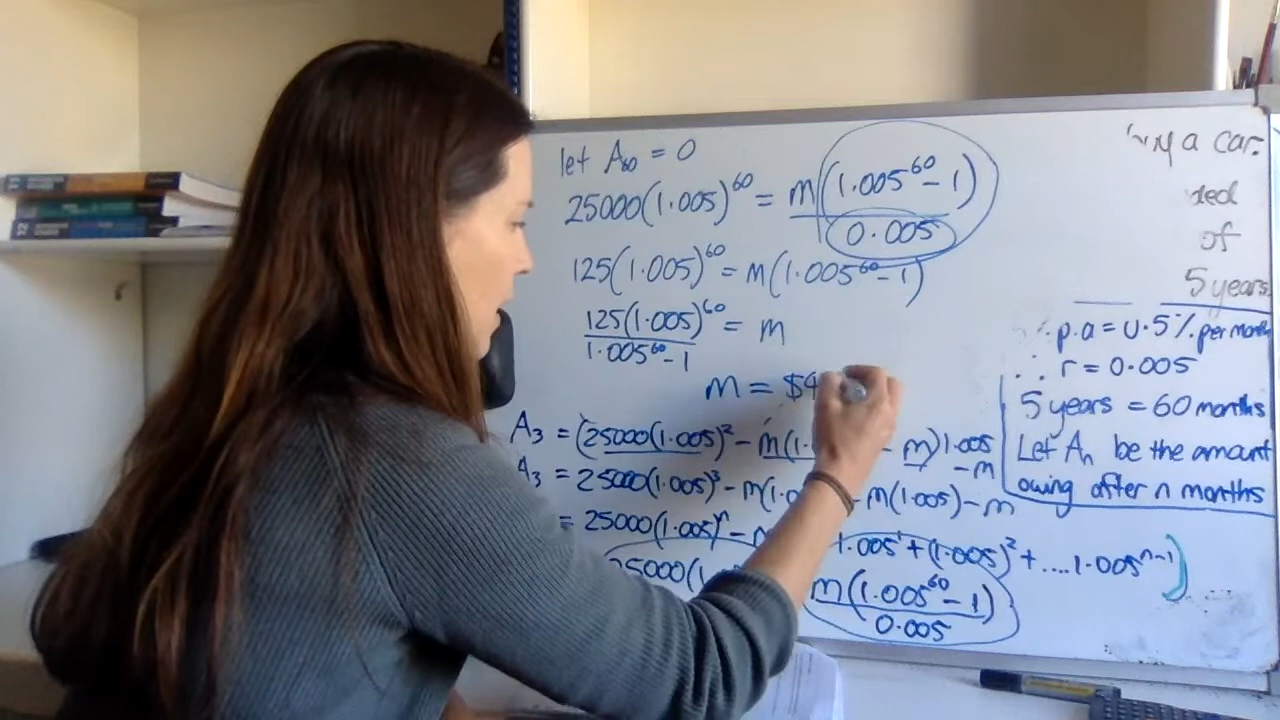 let A₆₀ = 0
25000(1.005)⁶⁰ = m(1.005⁶⁰ - 1) / 0.005
125(1.005)⁶⁰ = m(1.005⁶⁰ - 1)
125(1.005)⁶⁰ / 1.005⁶⁰ - 1 = m
m = $4
A₃ = (25000(1.005)² - m(1. - m)1.005 - m
A₃ = 25000(1.005)³ - m(1.0 - m(1.005) - m
= 25000(1.005)ⁿ - m 1.005¹ + (1.005)² + ....1.005ⁿ⁻¹)
25000(1 m(1.005⁶⁰ - 1) / 0.005
a car.
of
5 years
p.a = 0.5% per month
∴ r = 0.005
5 years = 60 months
Let Aₙ be the amount
owing after n months